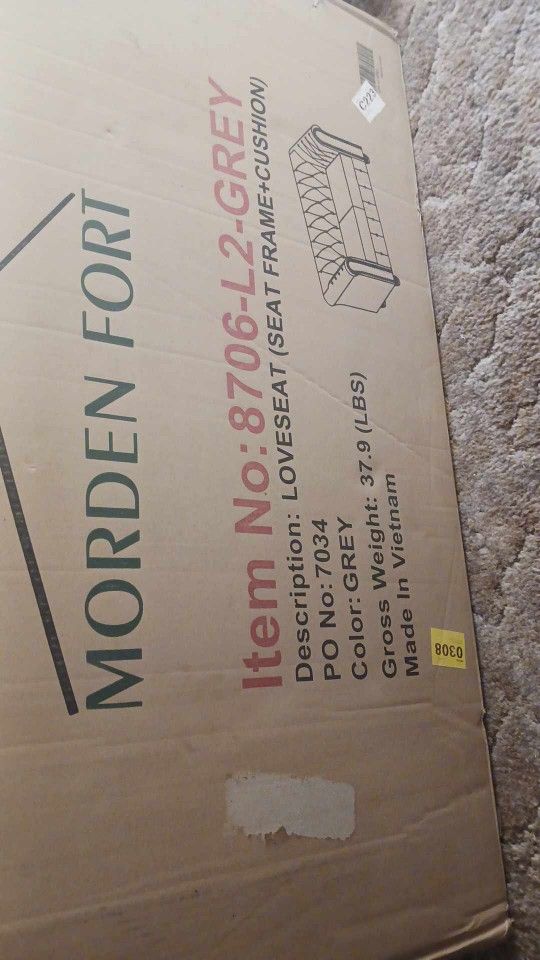 MORDEN FORT
Item No:8706-L2-GREY
Description: LOVESEAT (SEAT FRAME+CUSHION)
PO No:7034
Color: GREY
Gross Weight: 37.9 (LBS)
Made In Vietnam
C223
0308